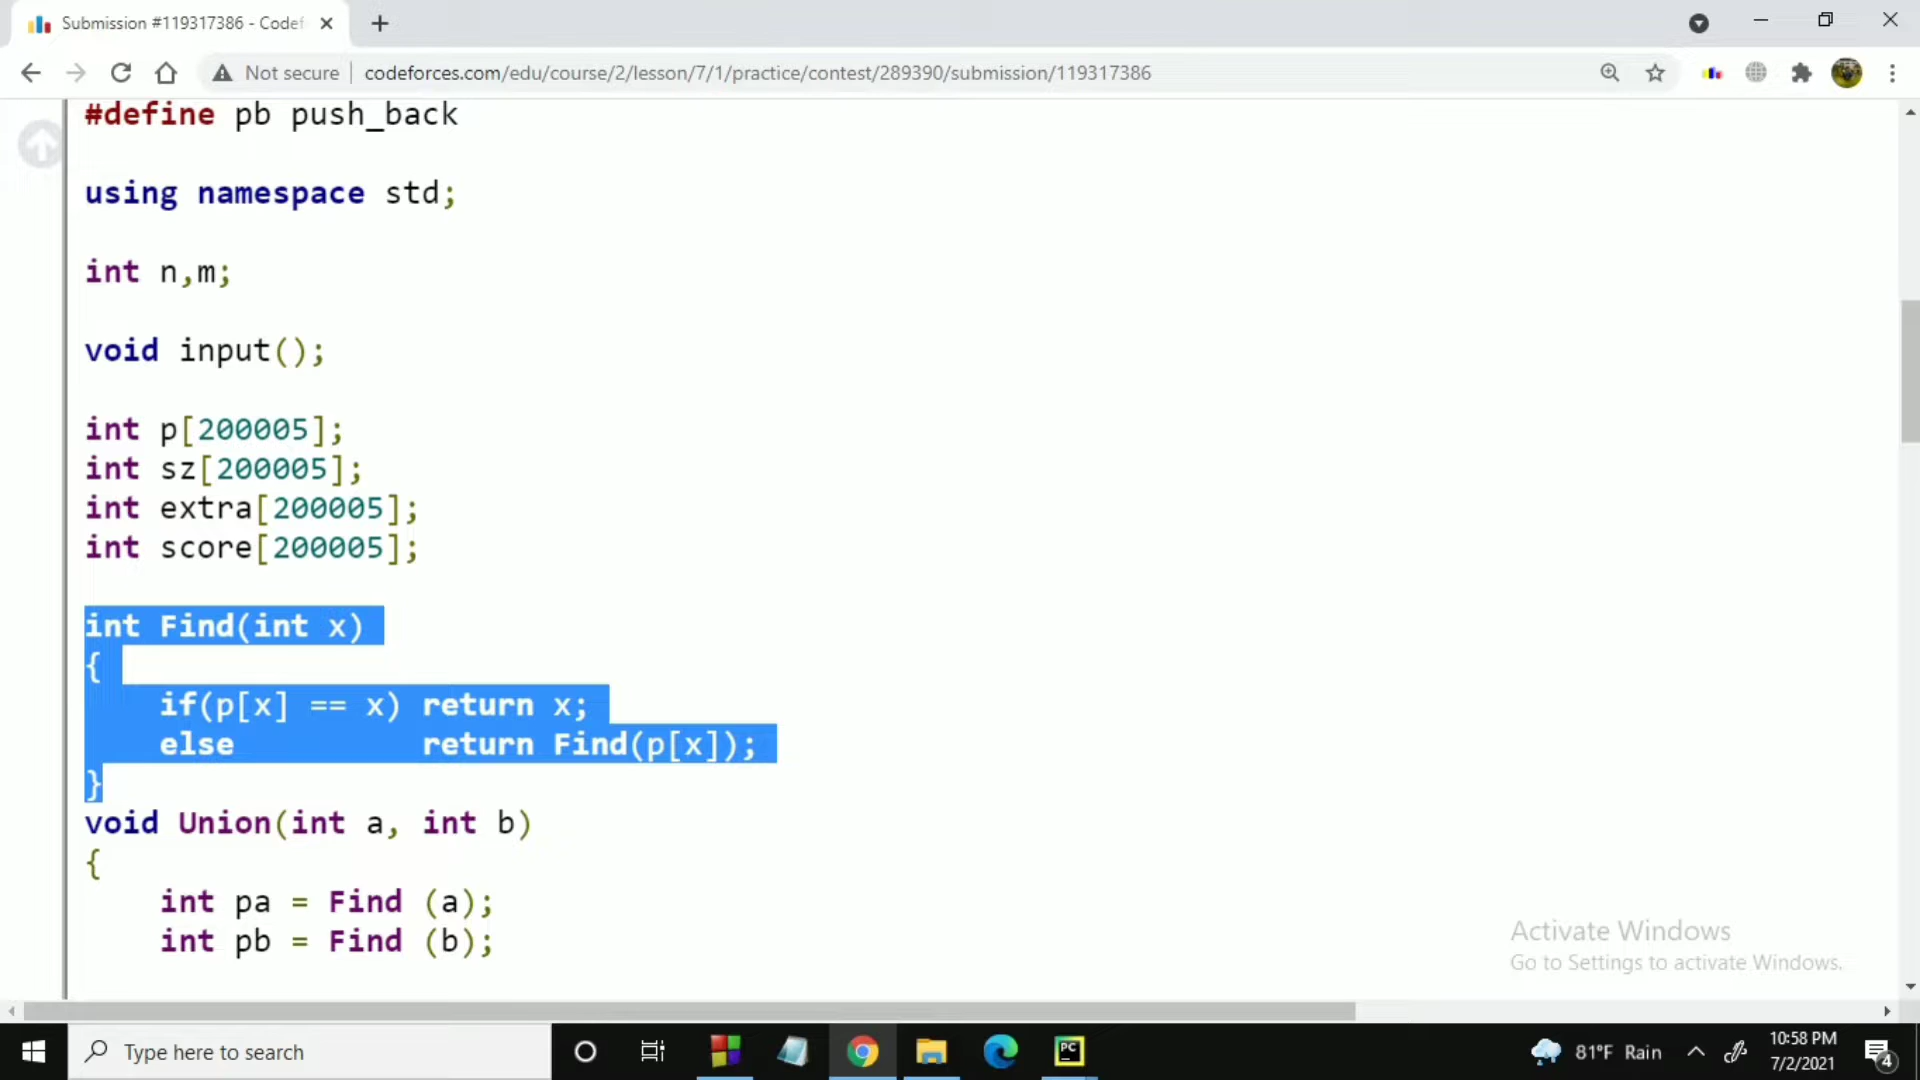 Submission #119317386 - Codef
Not secure
codeforces.com/edu/course/2/lesson/7/1/practice/contest/289390/submission/119317386
#define pb push_back
using namespace std;
int n,m;
void input();
int p[200005];
int sz[200005];
int extra[200005];
int score[200005];
int Find(int x)
{
if(p[x] == x) return x;
else return Find(p[x]);
}
void Union(int a, int b)
{
int pa = Find (a);
int pb = Find (b);
Activate Windows
Go to Settings to activate Windows.
Type here to search
PC
81°F Rain
10:58 PM
7/2/2021
4